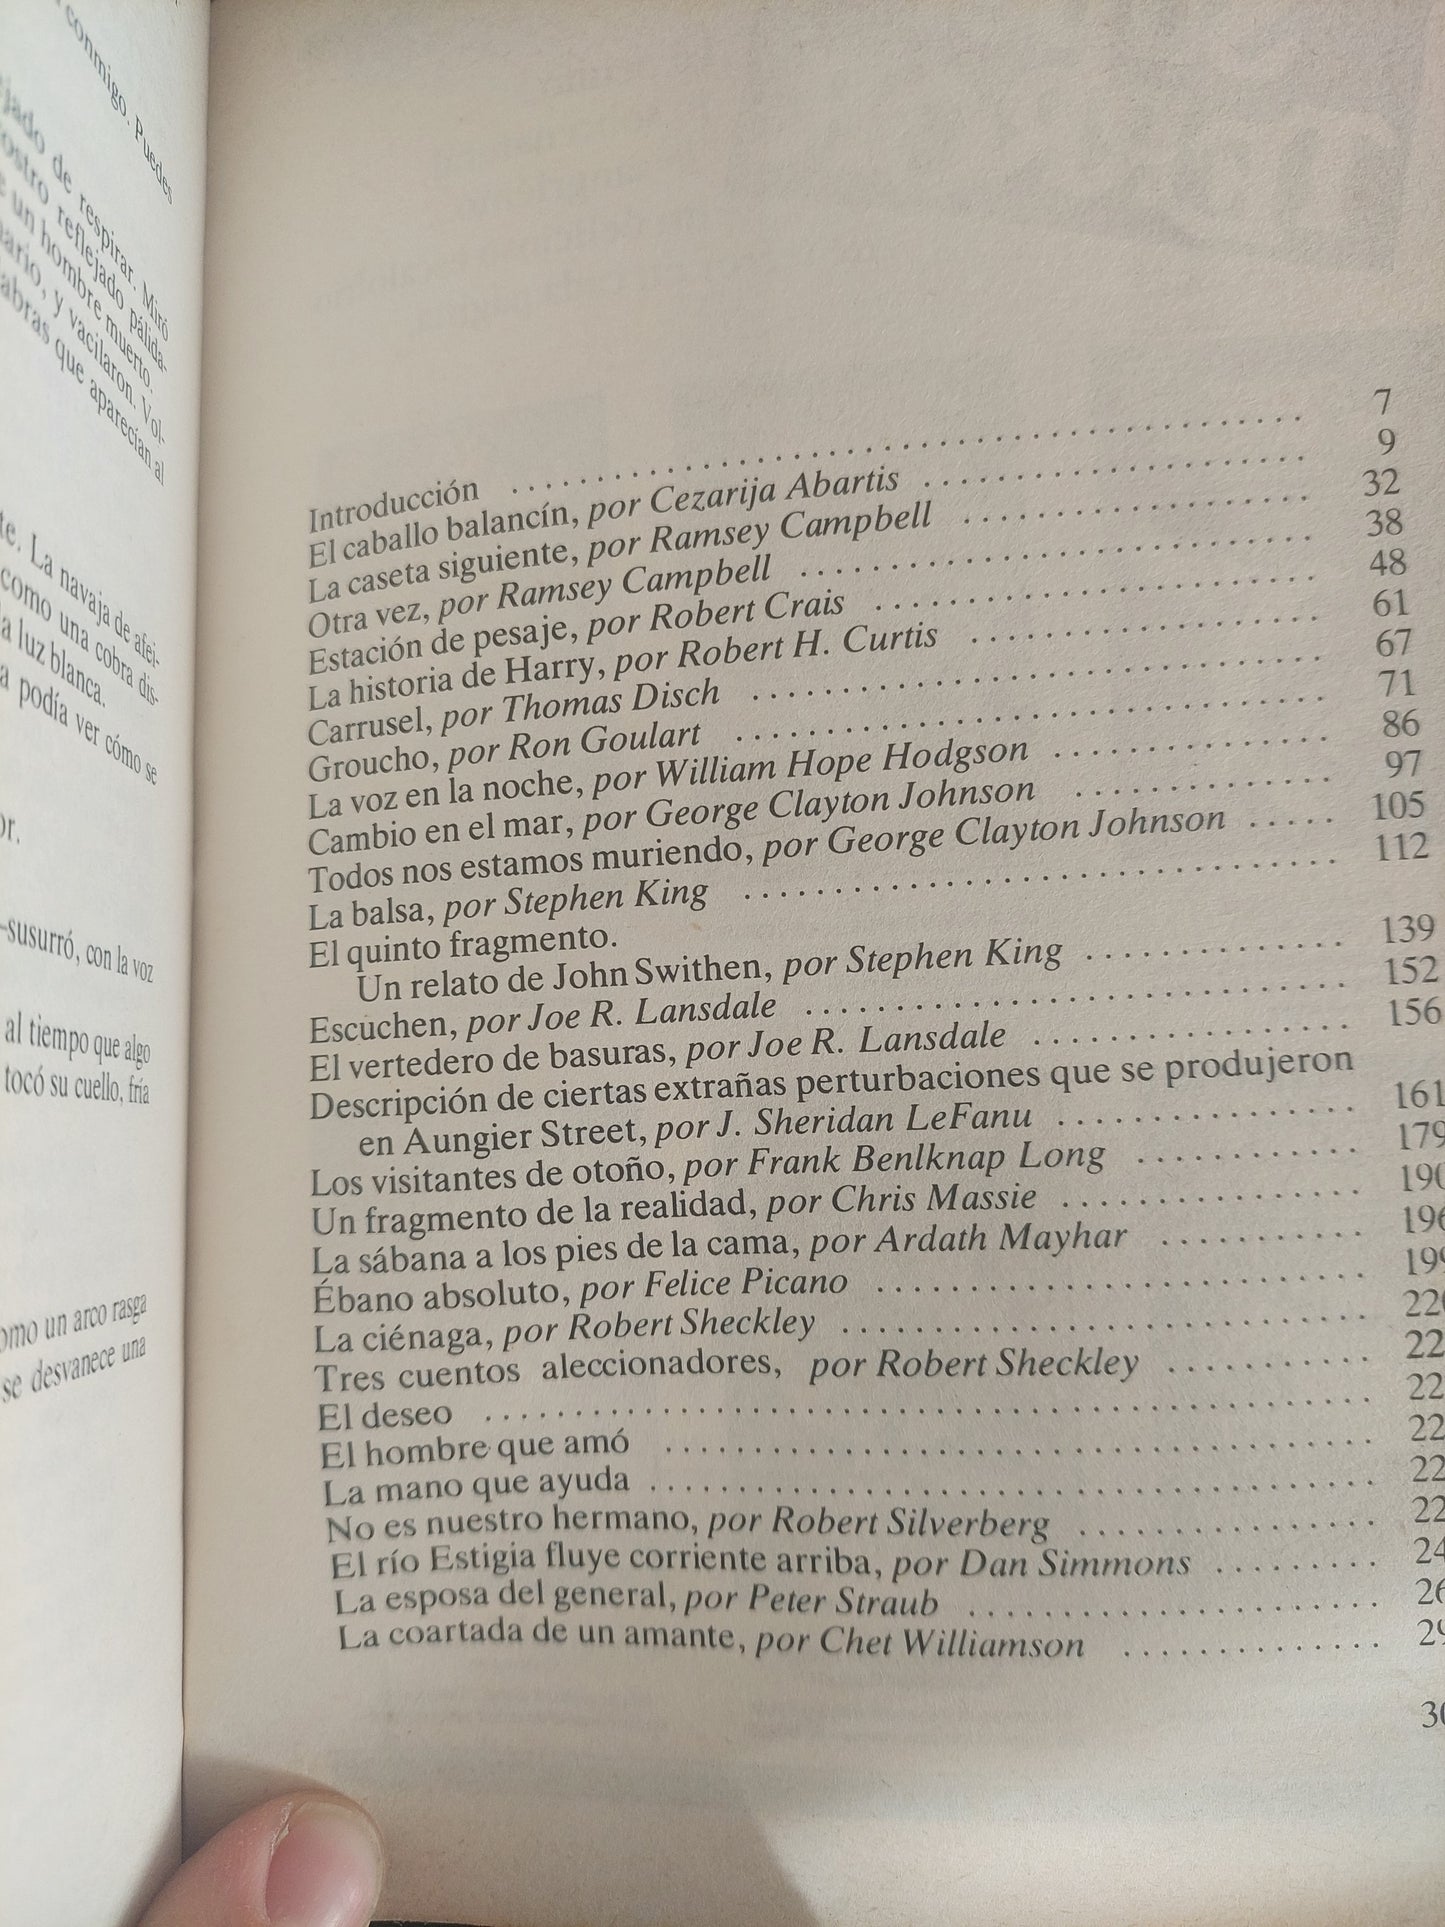 conmigo. Puedes
de respirar. Miró
reflejado pálida-
un hombre muerto.
y vacilaron. Vol-
que aparecían al
La navaja de afei-
como una cobra dis-
luz blanca.
podía ver cómo se
-susurró, con la voz
al tiempo que algo
tocó su cuello, fría
un arco rasga
se desvanece una
Introducción . . . . . . . . . . . . . . . . . . . . 7
El caballo balancín, por Cezarija Abartis . . . . . . . . . . 9
La caseta siguiente, por Ramsey Campbell . . . . . . . . . . 32
Otra vez, por Ramsey Campbell . . . . . . . . . . 38
Estación de pesaje, por Robert Crais . . . . . . . . . . 48
La historia de Harry, por Robert H. Curtis . . . . . . . . . . 61
Carrusel, por Thomas Disch . . . . . . . . . . 67
Groucho, por Ron Goulart . . . . . . . . . . 71
La voz en la noche, por William Hope Hodgson . . . . . . . . . . 86
Cambio en el mar, por George Clayton Johnson . . . . . . . . . . 97
Todos nos estamos muriendo, por George Clayton Johnson . . . . . 105
La balsa, por Stephen King . . . . . . . . . . 112
El quinto fragmento.
Un relato de John Swithen, por Stephen King . . . . . . . . . . 139
Escuchen, por Joe R. Lansdale . . . . . . . . . . 152
El vertedero de basuras, por Joe R. Lansdale . . . . . . . . . . 156
Descripción de ciertas extrañas perturbaciones que se produjeron
en Aungier Street, por J. Sheridan LeFanu . . . . . . . . . . 161
Los visitantes de otoño, por Frank Benlknap Long . . . . . . . . . . 179
Un fragmento de la realidad, por Chris Massie . . . . . . . . . . 190
La sábana a los pies de la cama, por Ardath Mayhar . . . . . . . . . . 196
Ébano absoluto, por Felice Picano . . . . . . . . . . 199
La ciénaga, por Robert Sheckley . . . . . . . . . .
Tres cuentos aleccionadores, por Robert Sheckley . . . . . . . . . .
El deseo . . . . . . . . . .
El hombre que amó . . . . . . . . . .
La mano que ayuda . . . . . . . . . .
No es nuestro hermano, por Robert Silverberg . . . . . . . . . .
El río Estigia fluye corriente arriba, por Dan Simmons . . . . . . . .
La esposa del general, por Peter Straub . . . . . . . . . .
La coartada de un amante, por Chet Williamson . . . . . . . . . .